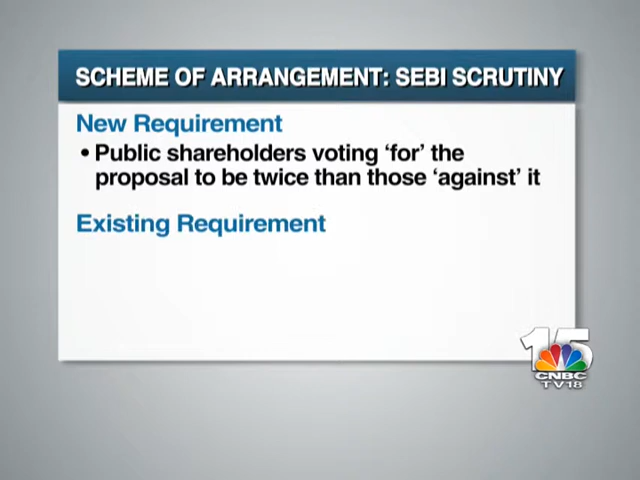 SCHEME OF ARRANGEMENT: SEBI SCRUTINY
New Requirement
• Public shareholders voting ‘for’ the
proposal to be twice than those ‘against’ it
Existing Requirement
15
CNBC
TV18